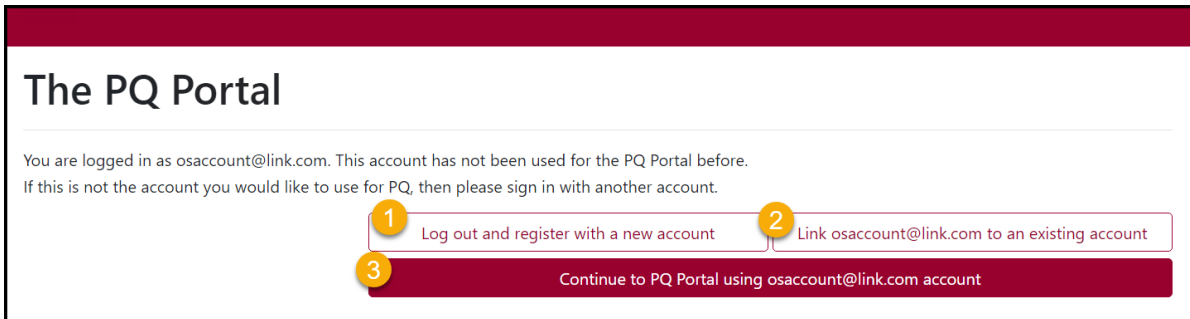 The PQ Portal
You are logged in as osaccount@link.com. This account has not been used for the PQ Portal before.
If this is not the account you would like to use for PQ, then please sign in with another account.
1 Log out and register with a new account
2 Link osaccount@link.com to an existing account
3 Continue to PQ Portal using osaccount@link.com account